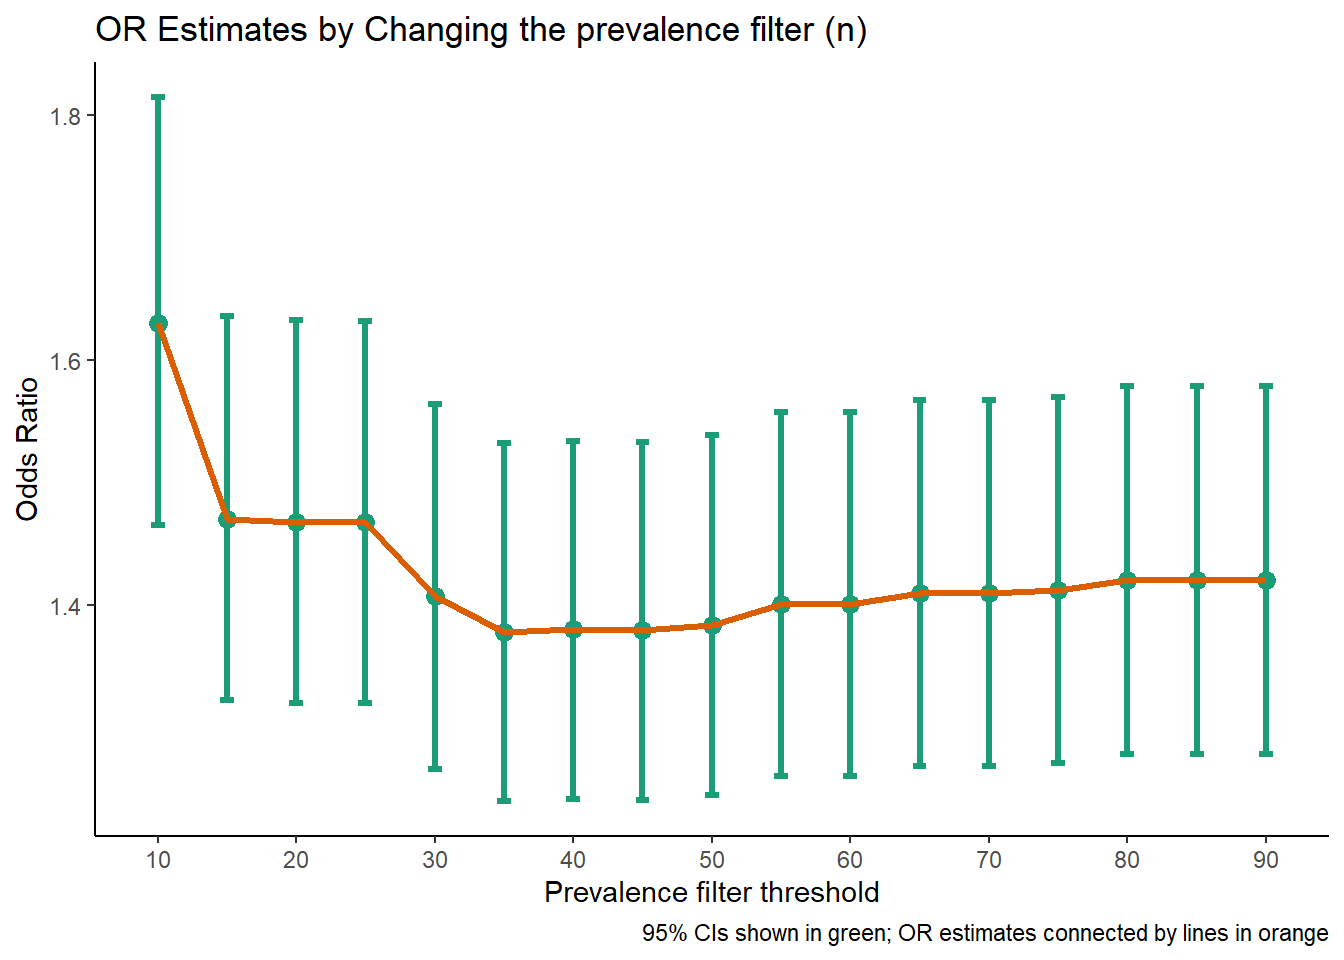 OR Estimates by Changing the prevalence filter (n)
1.8
1.6
1.4
Odds Ratio
10 20 30 40 50 60 70 80 90
Prevalence filter threshold
95% CIs shown in green; OR estimates connected by lines in orange